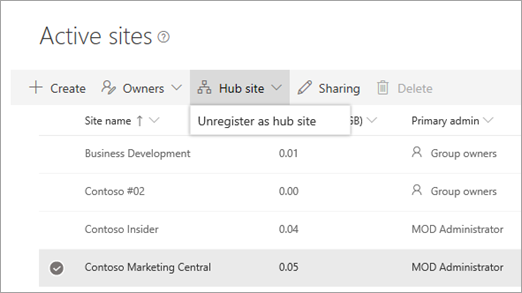 Active sites ?
Create Owners Hub site Sharing Delete
Unregister as hub site
Site name GB) Primary admin
Business Development 0.01 Group owners
Contoso #02 0.00 Group owners
Contoso Insider 0.04 MOD Administrator
Contoso Marketing Central 0.05 MOD Administrator